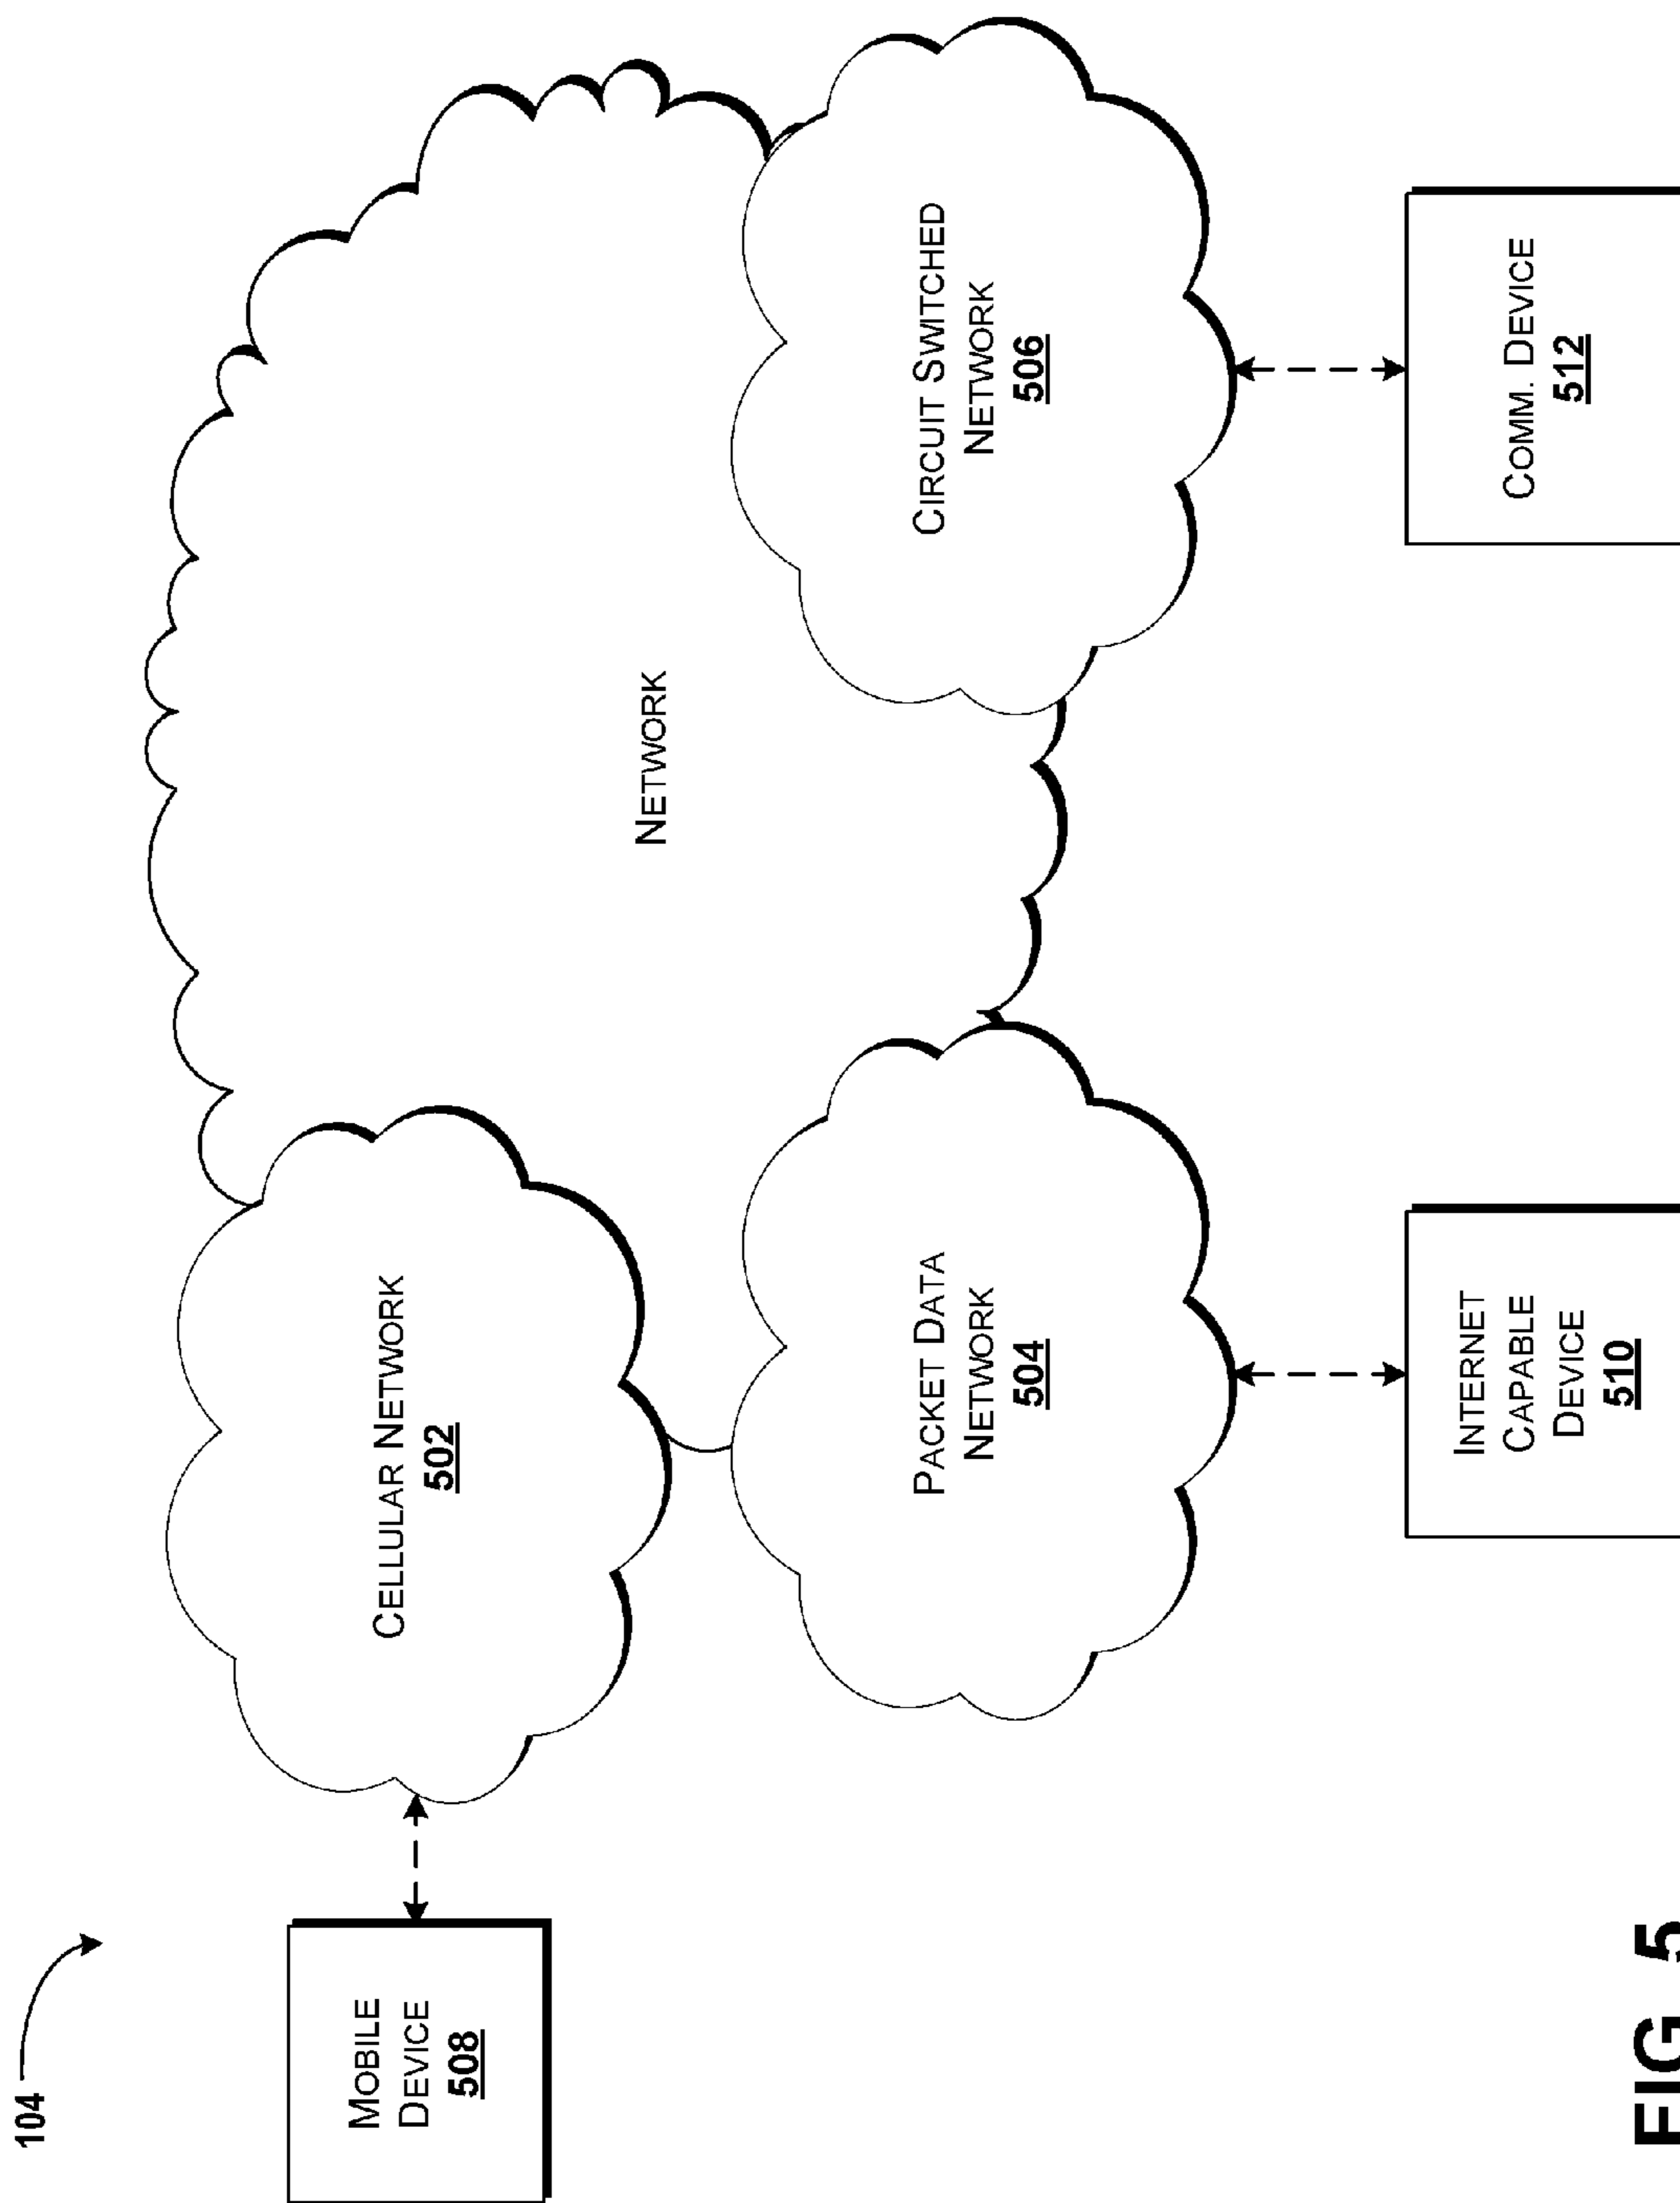 104
MOBILE
DEVICE
508
CELLULAR NETWORK
502
NETWORK
PACKET DATA
NETWORK
504
CIRCUIT SWITCHED
NETWORK
506
INTERNET
CAPABLE
DEVICE
510
COMM. DEVICE
512
FIG. 5